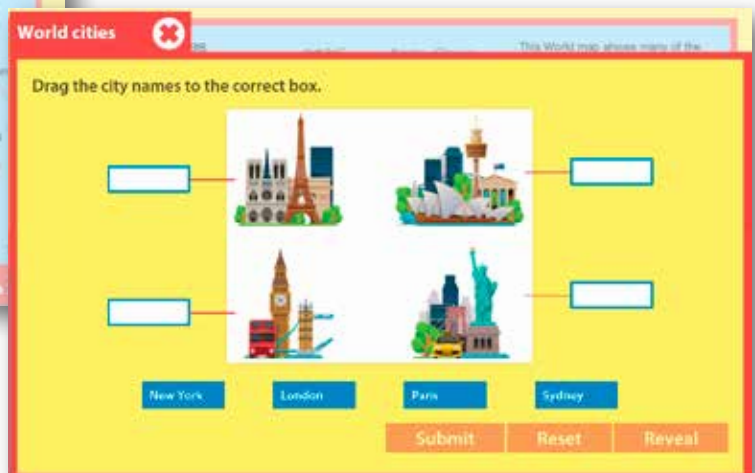 World cities
This World map shows many of the
Drag the city names to the correct box.
New York
London
Paris
Sydney
Submit
Reset
Reveal